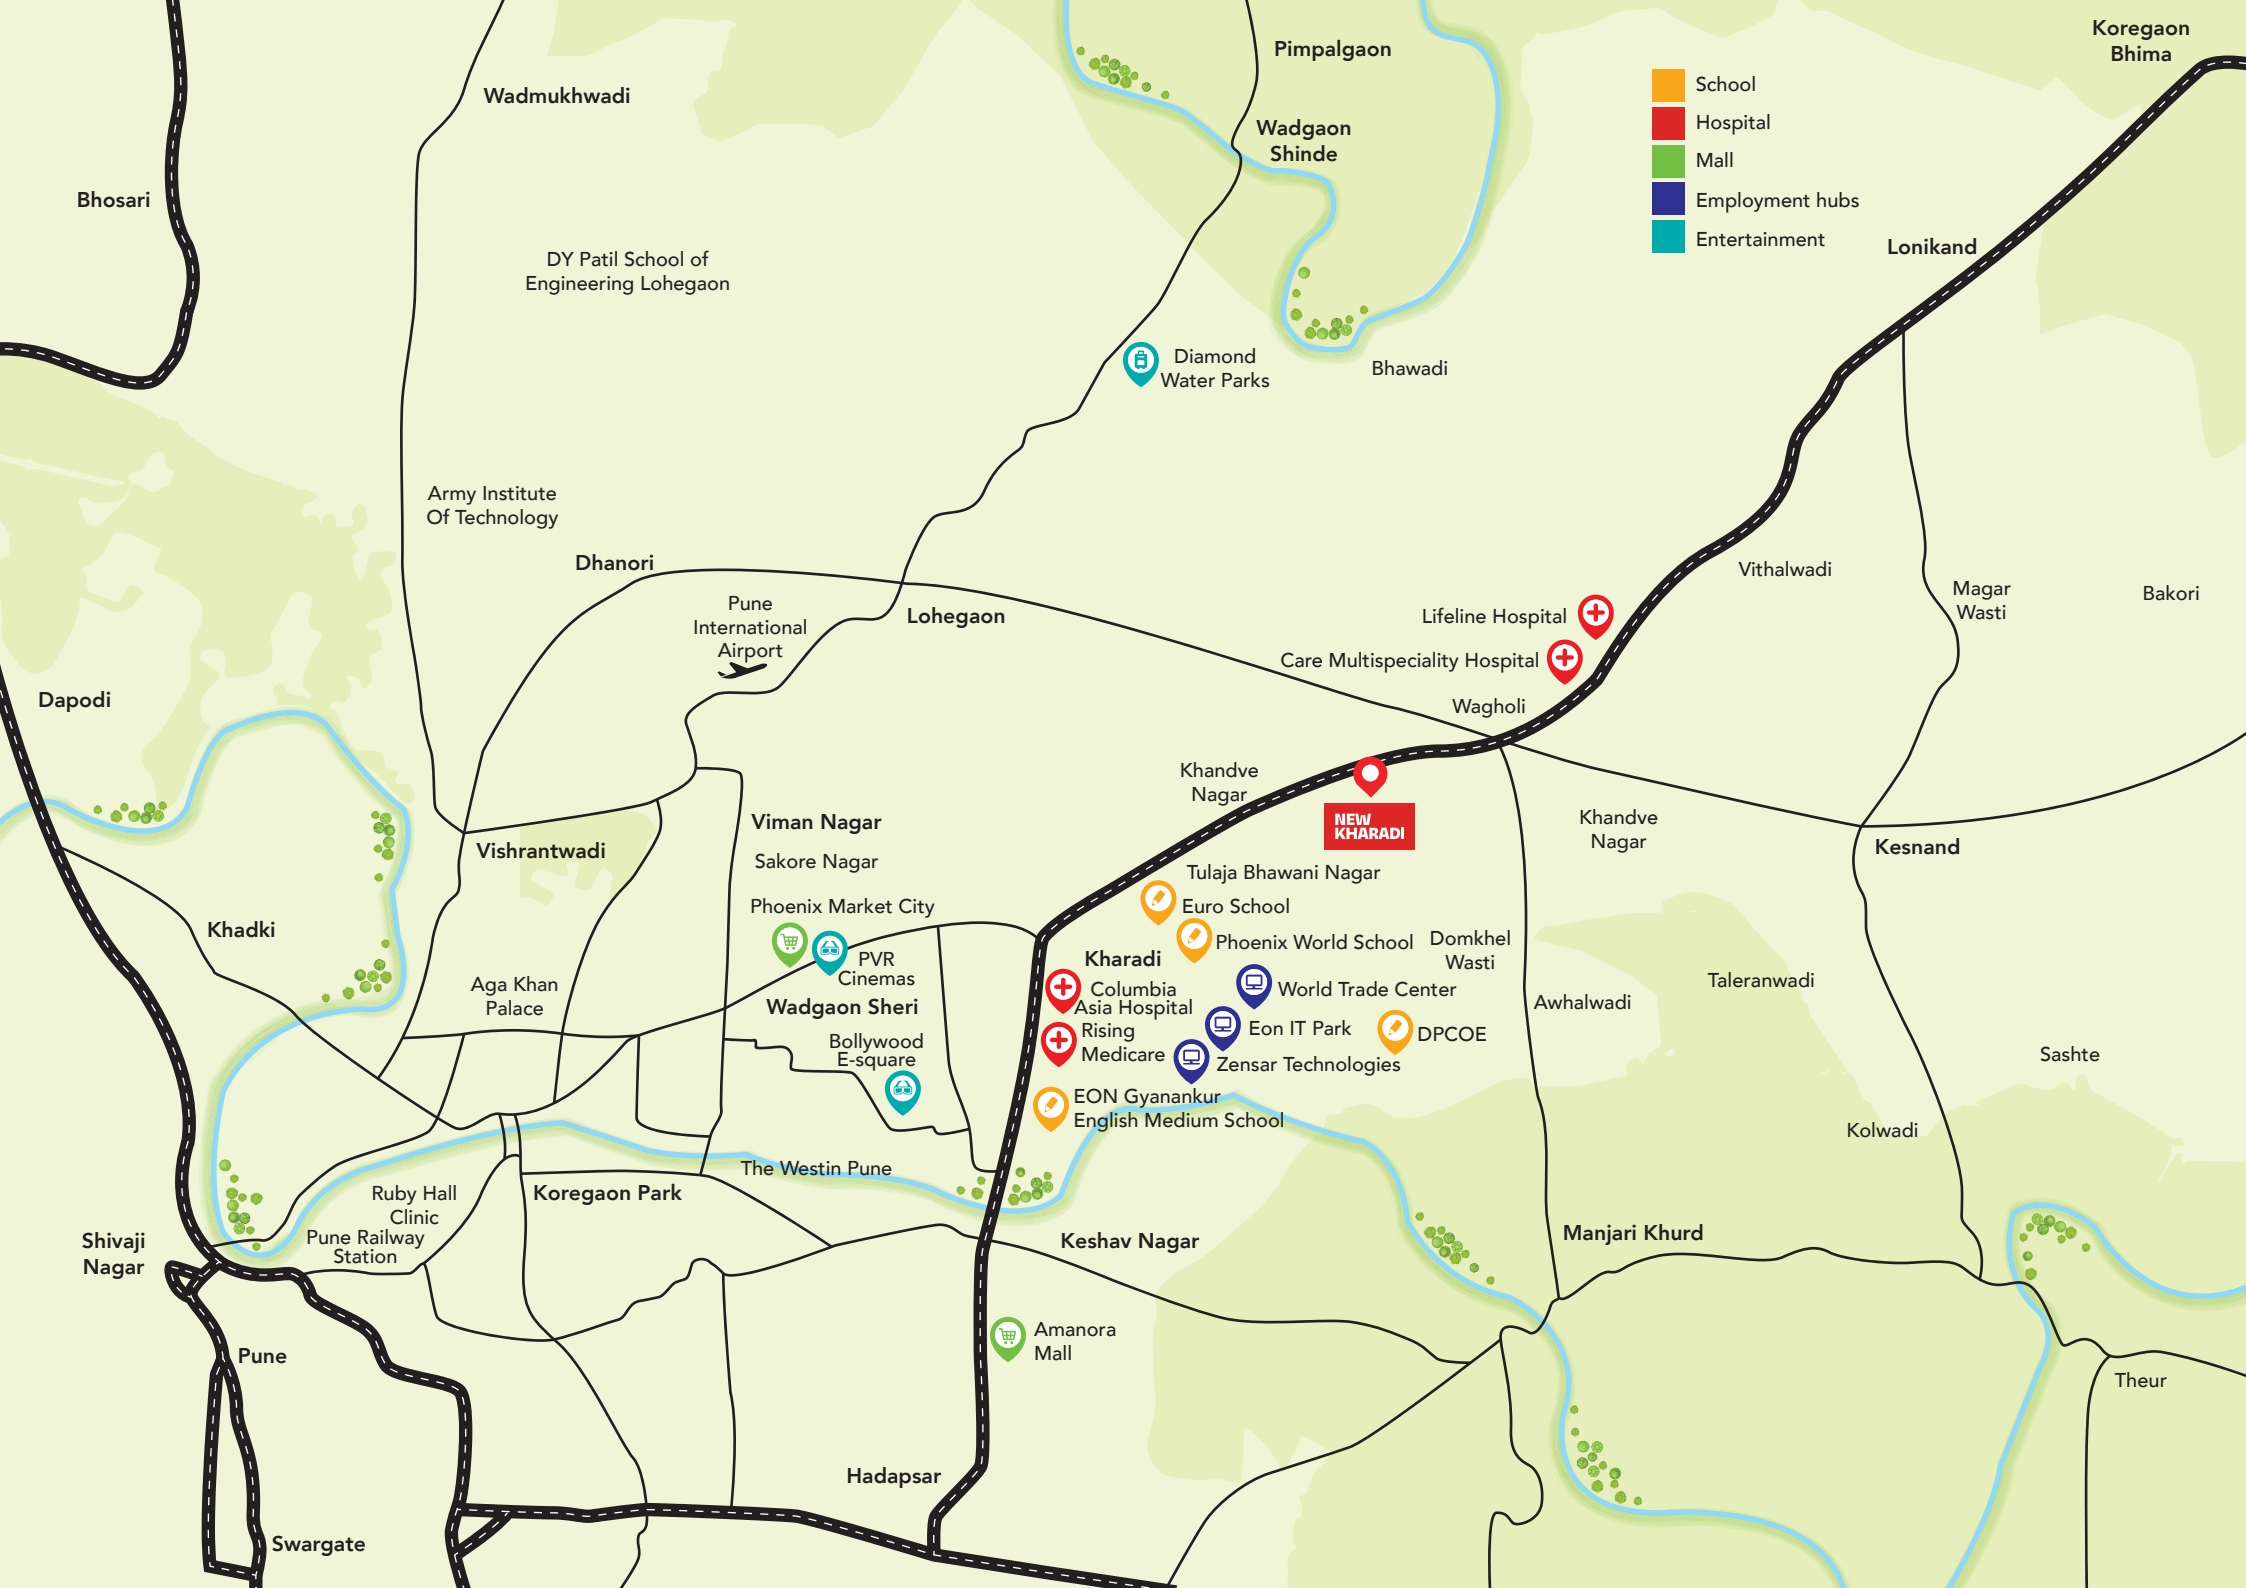 Koregaon
Bhima
Pimpalgaon
School
Hospital
Mall
Employment hubs
Entertainment
Wadmukhwadi
Wadgaon
Shinde
Bhosari
Lonikand
DY Patil School of
Engineering Lohegaon
Diamond
Water Parks
Bhawadi
Army Institute
Of Technology
Dhanori
Pune
International
Airport
Lohegaon
Vithalwadi
Magar
Wasti
Bakori
Lifeline Hospital
Care Multispeciality Hospital
Wagholi
Dapodi
Khandve
Nagar
NEW
KHARADI
Khandve
Nagar
Kesnand
Viman Nagar
Sakore Nagar
Vishrantwadi
Tulaja Bhawani Nagar
Euro School
Phoenix Market City
Phoenix World School
Domkhel
Wasti
Khadki
PVR
Cinemas
Kharadi
Columbia
Asia Hospital
World Trade Center
Taleranwadi
Aga Khan
Palace
Wadgaon Sheri
Awhalwadi
Rising
Medicare
Eon IT Park
DPCOE
Bollywood
E-square
Zensar Technologies
Sashte
EON Gyanankur
English Medium School
Kolwadi
The Westin Pune
Ruby Hall
Clinic
Koregaon Park
Pune Railway
Station
Shivaji
Nagar
Keshav Nagar
Manjari Khurd
Amanora
Mall
Pune
Theur
Hadapsar
Swargate